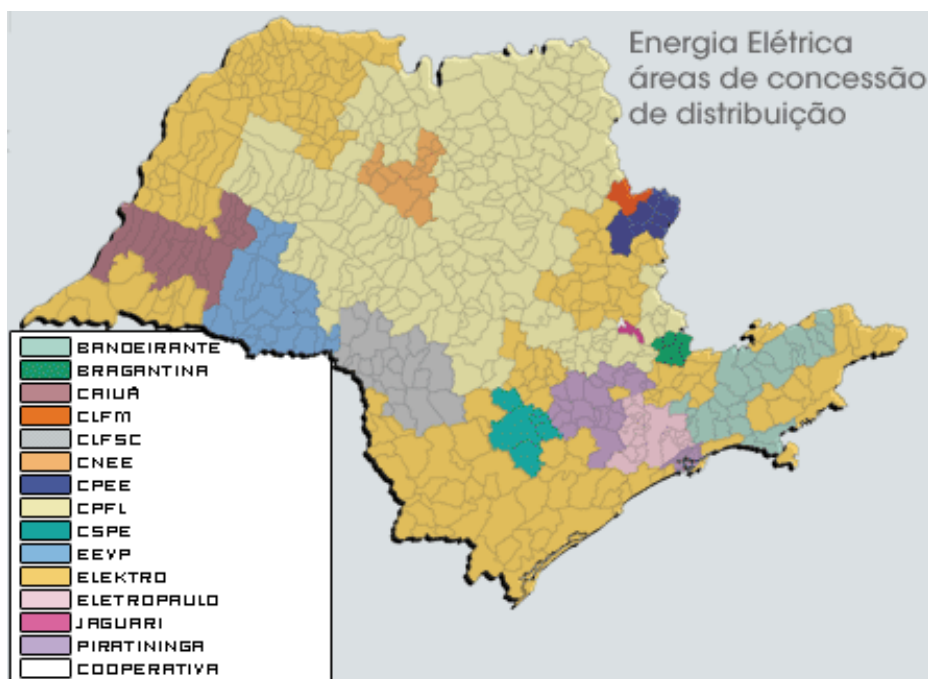 Energia Elétrica
áreas de concessão
de distribuição
BANDEIRANTE
BRAGANTINA
CAIUÁ
CLFM
CLFSC
CNEE
CPEE
CPFL
CSPE
EEVP
ELEKTRO
ELETROPAULO
JAGUARI
PIRATININGA
COOPERATIVA